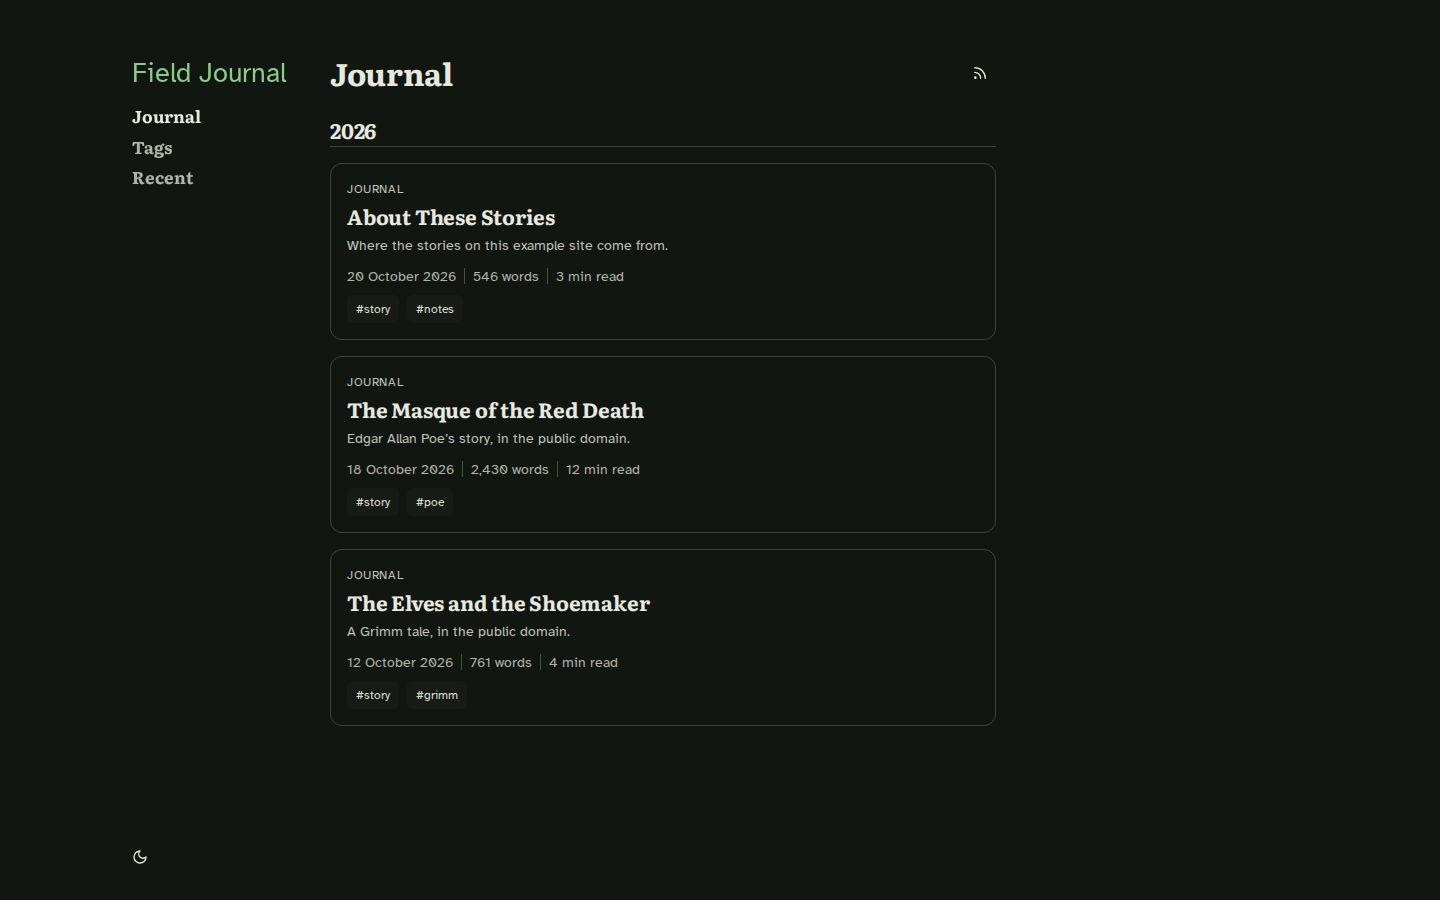 Field Journal
Journal
Tags
Recent
Journal
2026
JOURNAL
About These Stories
Where the stories on this example site come from.
20 October 2026 | 546 words | 3 min read
#story #notes
JOURNAL
The Masque of the Red Death
Edgar Allan Poe’s story, in the public domain.
18 October 2026 | 2,430 words | 12 min read
#story #poe
JOURNAL
The Elves and the Shoemaker
A Grimm tale, in the public domain.
12 October 2026 | 761 words | 4 min read
#story #grimm